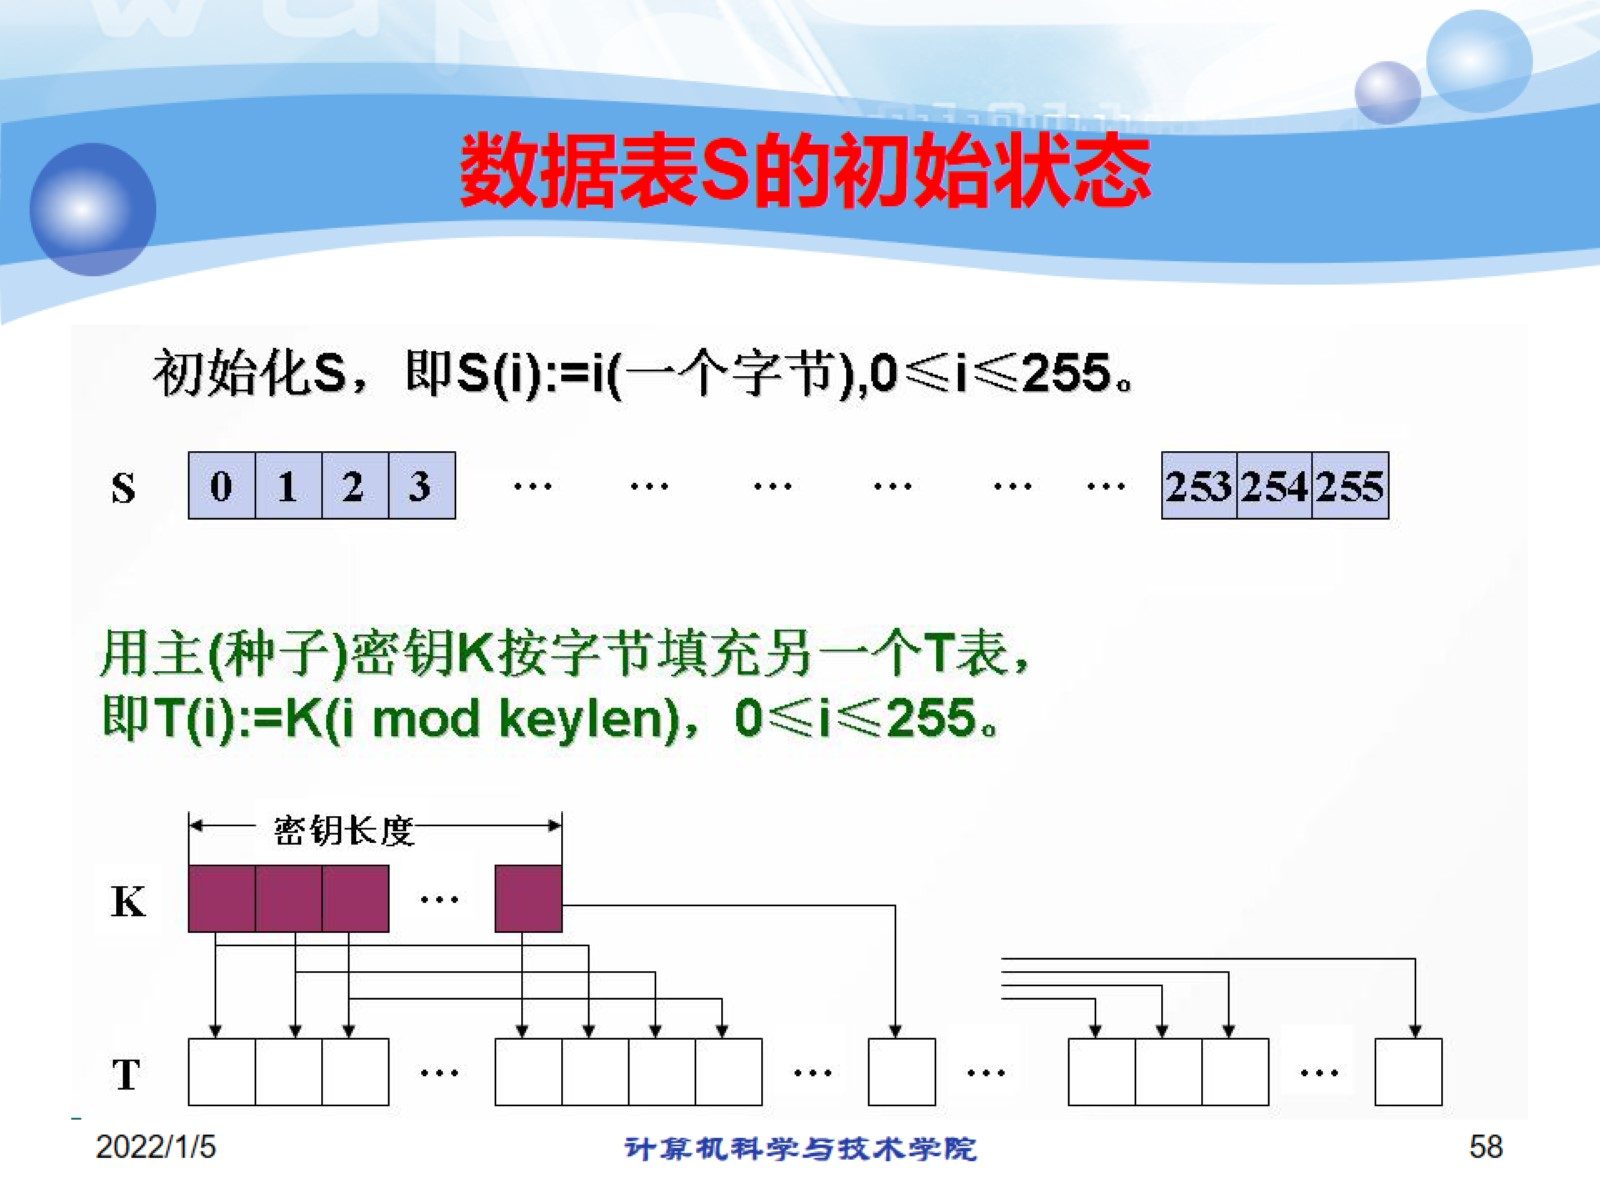 数据表S的初始状态
初始化S，即S(i):=i(一个字节),0≤i≤255。
S 0 1 2 3 … … … … … … 253 254 255
用主(种子)密钥K按字节填充另一个T表，
即T(i):=K(i mod keylen)，0≤i≤255。
密钥长度
K …
T … … … …
2022/1/5 计算机科学与技术学院 58